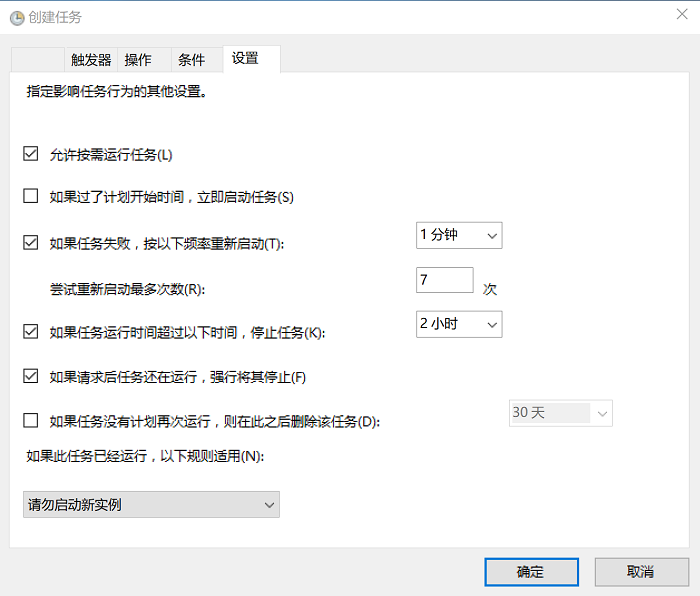 创建任务
触发器 操作 条件 设置
指定影响任务行为的其他设置。
允许按需运行任务(L)
如果过了计划开始时间，立即启动任务(S)
如果任务失败，按以下频率重新启动(T): 1 分钟
尝试重新启动最多次数(R): 7 次
如果任务运行时间超过以下时间，停止任务(K): 2 小时
如果请求后任务还在运行，强行将其停止(F)
如果任务没有计划再次运行，则在此之后删除该任务(D): 30 天
如果此任务已经运行，以下规则适用(N):
请勿启动新实例
确定 取消